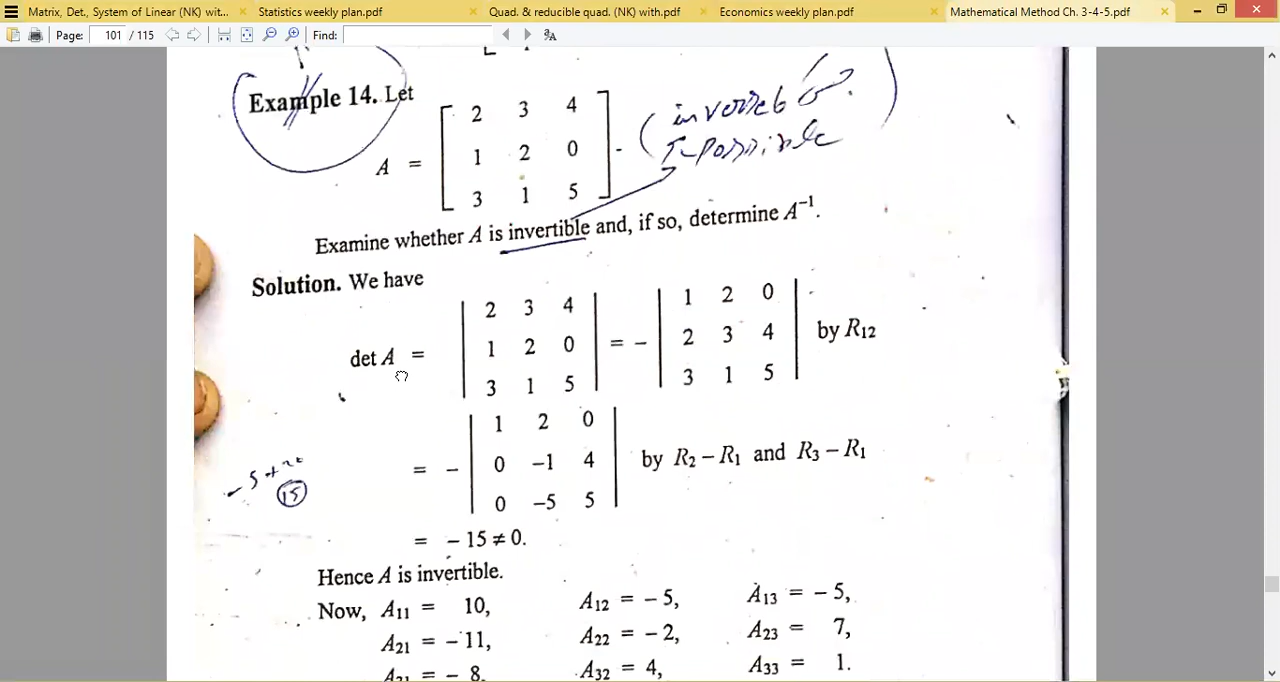 Matrix, Det., System of Linear (NK) wit...
Statistics weekly plan.pdf
Quad. & reducible quad. (NK) with.pdf
Economics weekly plan.pdf
Mathematical Method Ch. 3-4-5.pdf
Page: 101 / 115
Find:
Example 14. Let
A = [ 2 3 4
1 2 0
3 1 5 ] .
Examine whether A is invertible and, if so, determine A⁻¹.
Solution. We have
det A = | 2 3 4
1 2 0
3 1 5 | = - | 1 2 0
2 3 4
3 1 5 | by R12
= - | 1 2 0
0 -1 4
0 -5 5 | by R2 – R1 and R3 – R1
15
= - 15 ≠ 0.
Hence A is invertible.
Now, A11 = 10, A12 = - 5, A13 = - 5,
A21 = - 11, A22 = - 2, A23 = 7,
= - 8, A32 = 4, A33 = 1.